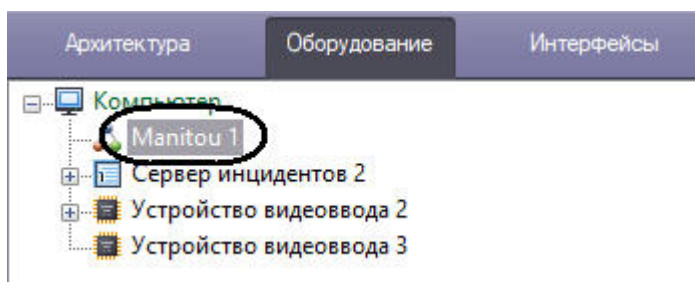 Архитектура Оборудование Интерфейсы
Компьютер
Manitou 1
Сервер инцидентов 2
Устройство видеоввода 2
Устройство видеоввода 3